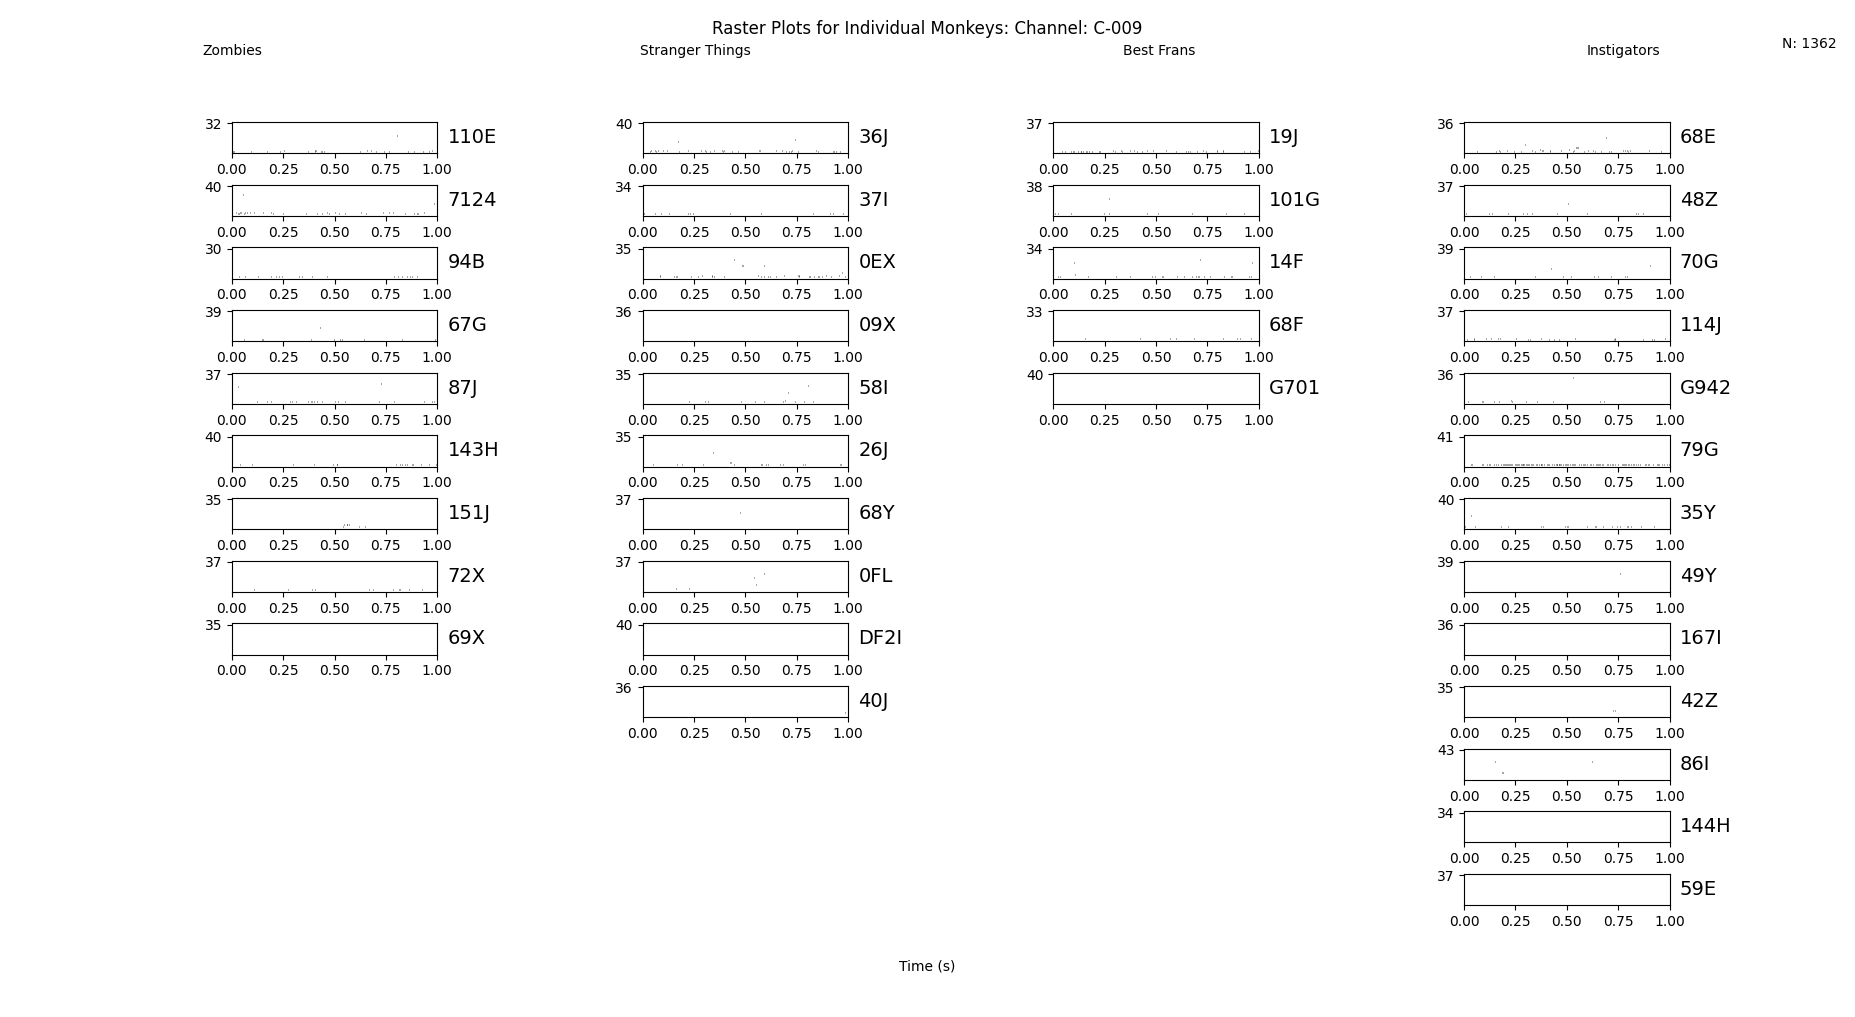 Raster Plots for Individual Monkeys: Channel: C-009
Zombies Stranger Things Best Frans Instigators N: 1362
32 110E 40 36J 37 19J 36 68E
0.00 0.25 0.50 0.75 1.00 0.00 0.25 0.50 0.75 1.00 0.00 0.25 0.50 0.75 1.00 0.00 0.25 0.50 0.75 1.00
40 7124 34 37I 38 101G 37 48Z
0.00 0.25 0.50 0.75 1.00 0.00 0.25 0.50 0.75 1.00 0.00 0.25 0.50 0.75 1.00 0.00 0.25 0.50 0.75 1.00
30 94B 35 0EX 34 14F 39 70G
0.00 0.25 0.50 0.75 1.00 0.00 0.25 0.50 0.75 1.00 0.00 0.25 0.50 0.75 1.00 0.00 0.25 0.50 0.75 1.00
39 67G 36 09X 33 68F 37 114J
0.00 0.25 0.50 0.75 1.00 0.00 0.25 0.50 0.75 1.00 0.00 0.25 0.50 0.75 1.00 0.00 0.25 0.50 0.75 1.00
37 87J 35 58I 40 G701 36 G942
0.00 0.25 0.50 0.75 1.00 0.00 0.25 0.50 0.75 1.00 0.00 0.25 0.50 0.75 1.00 0.00 0.25 0.50 0.75 1.00
40 143H 35 26J 41 79G
0.00 0.25 0.50 0.75 1.00 0.00 0.25 0.50 0.75 1.00 0.00 0.25 0.50 0.75 1.00
35 151J 37 68Y 40 35Y
0.00 0.25 0.50 0.75 1.00 0.00 0.25 0.50 0.75 1.00 0.00 0.25 0.50 0.75 1.00
37 72X 37 0FL 39 49Y
0.00 0.25 0.50 0.75 1.00 0.00 0.25 0.50 0.75 1.00 0.00 0.25 0.50 0.75 1.00
35 69X 40 DF2I 36 167I
0.00 0.25 0.50 0.75 1.00 0.00 0.25 0.50 0.75 1.00 0.00 0.25 0.50 0.75 1.00
36 40J 35 42Z
0.00 0.25 0.50 0.75 1.00 0.00 0.25 0.50 0.75 1.00
43 86I
0.00 0.25 0.50 0.75 1.00
34 144H
0.00 0.25 0.50 0.75 1.00
37 59E
0.00 0.25 0.50 0.75 1.00
Time (s)